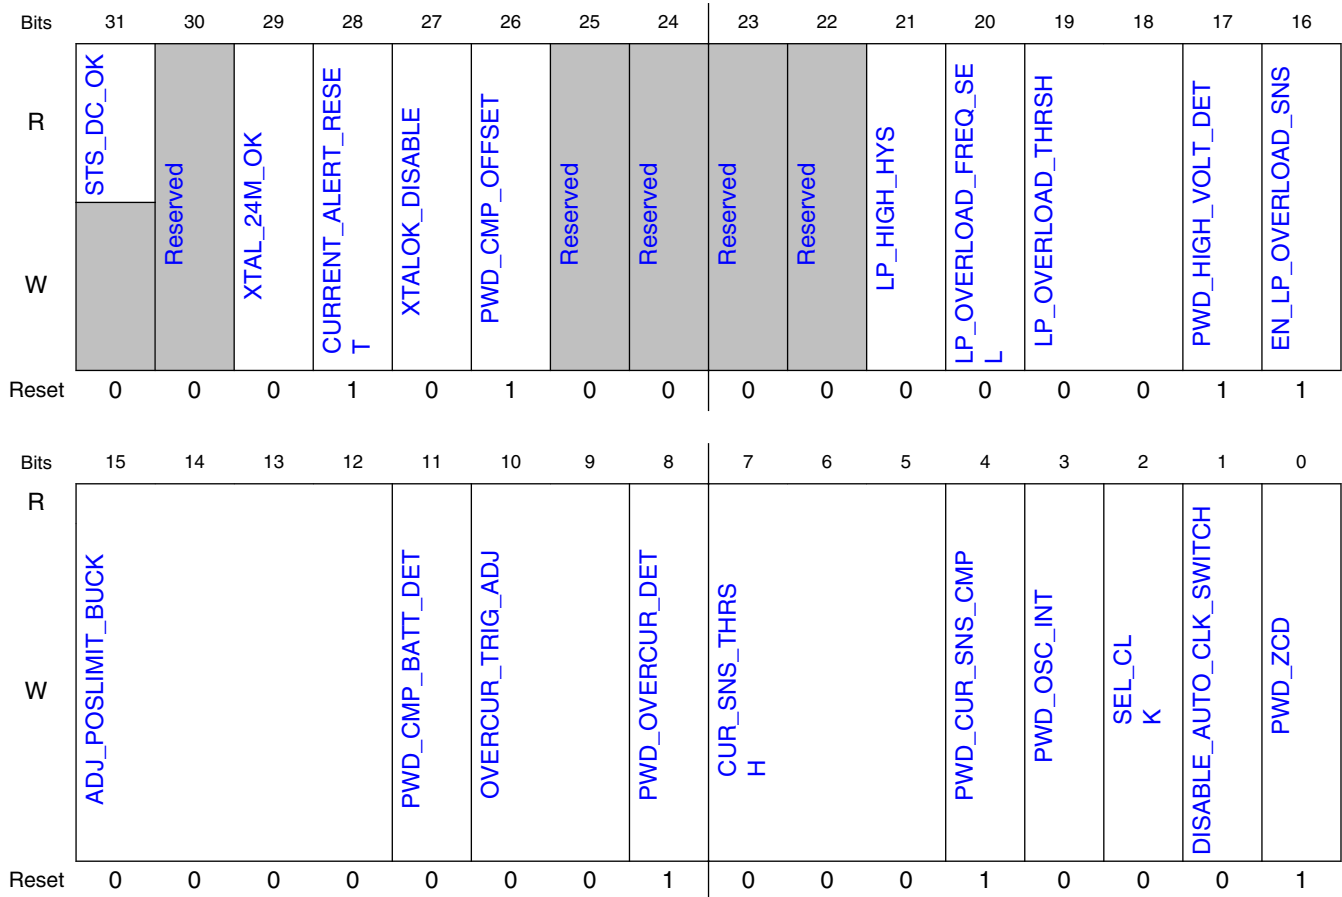 Bits 31 30 29 28 27 26 25 24 23 22 21 20 19 18 17 16
R
W
STS_DC_OK
Reserved
XTAL_24M_OK
CURRENT_ALERT_RESE
T
XTALOK_DISABLE
PWD_CMP_OFFSET
Reserved
Reserved
Reserved
Reserved
LP_HIGH_HYS
LP_OVERLOAD_FREQ_SE
L
LP_OVERLOAD_THRSH
PWD_HIGH_VOLT_DET
EN_LP_OVERLOAD_SNS
Reset 0 0 0 1 0 1 0 0 0 0 0 0 0 0 1 1
Bits 15 14 13 12 11 10 9 8 7 6 5 4 3 2 1 0
R
W
ADJ_POSLIMIT_BUCK
PWD_CMP_BATT_DET
OVERCUR_TRIG_ADJ
PWD_OVERCUR_DET
CUR_SNS_THRS
H
PWD_CUR_SNS_CMP
PWD_OSC_INT
SEL_CL
K
DISABLE_AUTO_CLK_SWITCH
PWD_ZCD
Reset 0 0 0 0 0 0 0 1 0 0 0 1 0 0 0 1